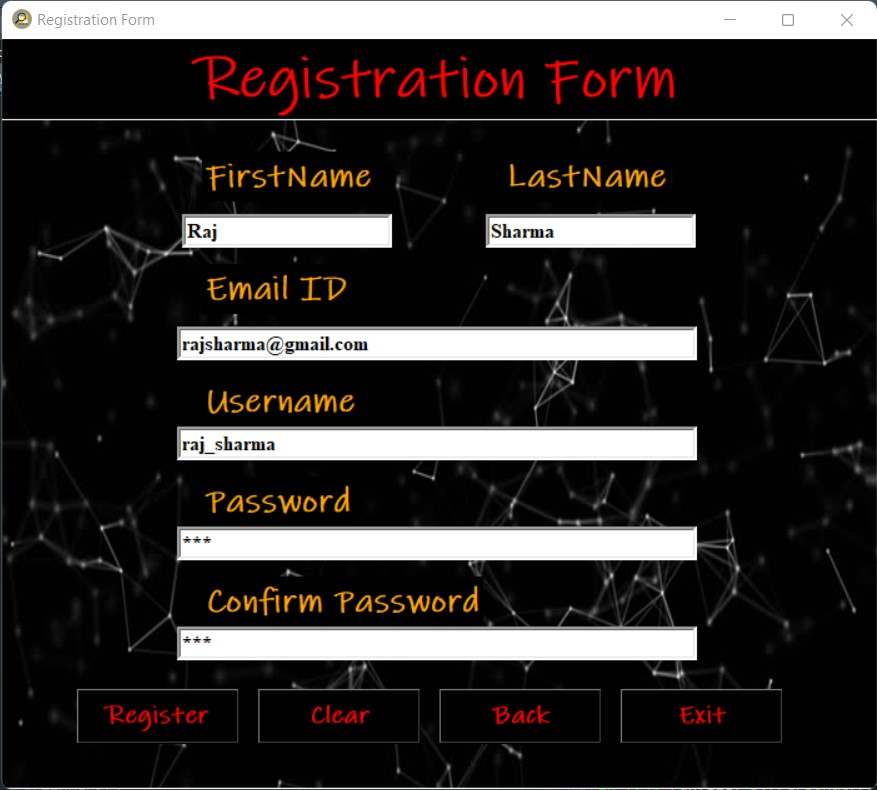 Registration Form
Registration Form
FirstName LastName
Raj Sharma
Email ID
rajsharma@gmail.com
Username
raj_sharma
Password
***
Confirm Password
***
Register Clear Back Exit